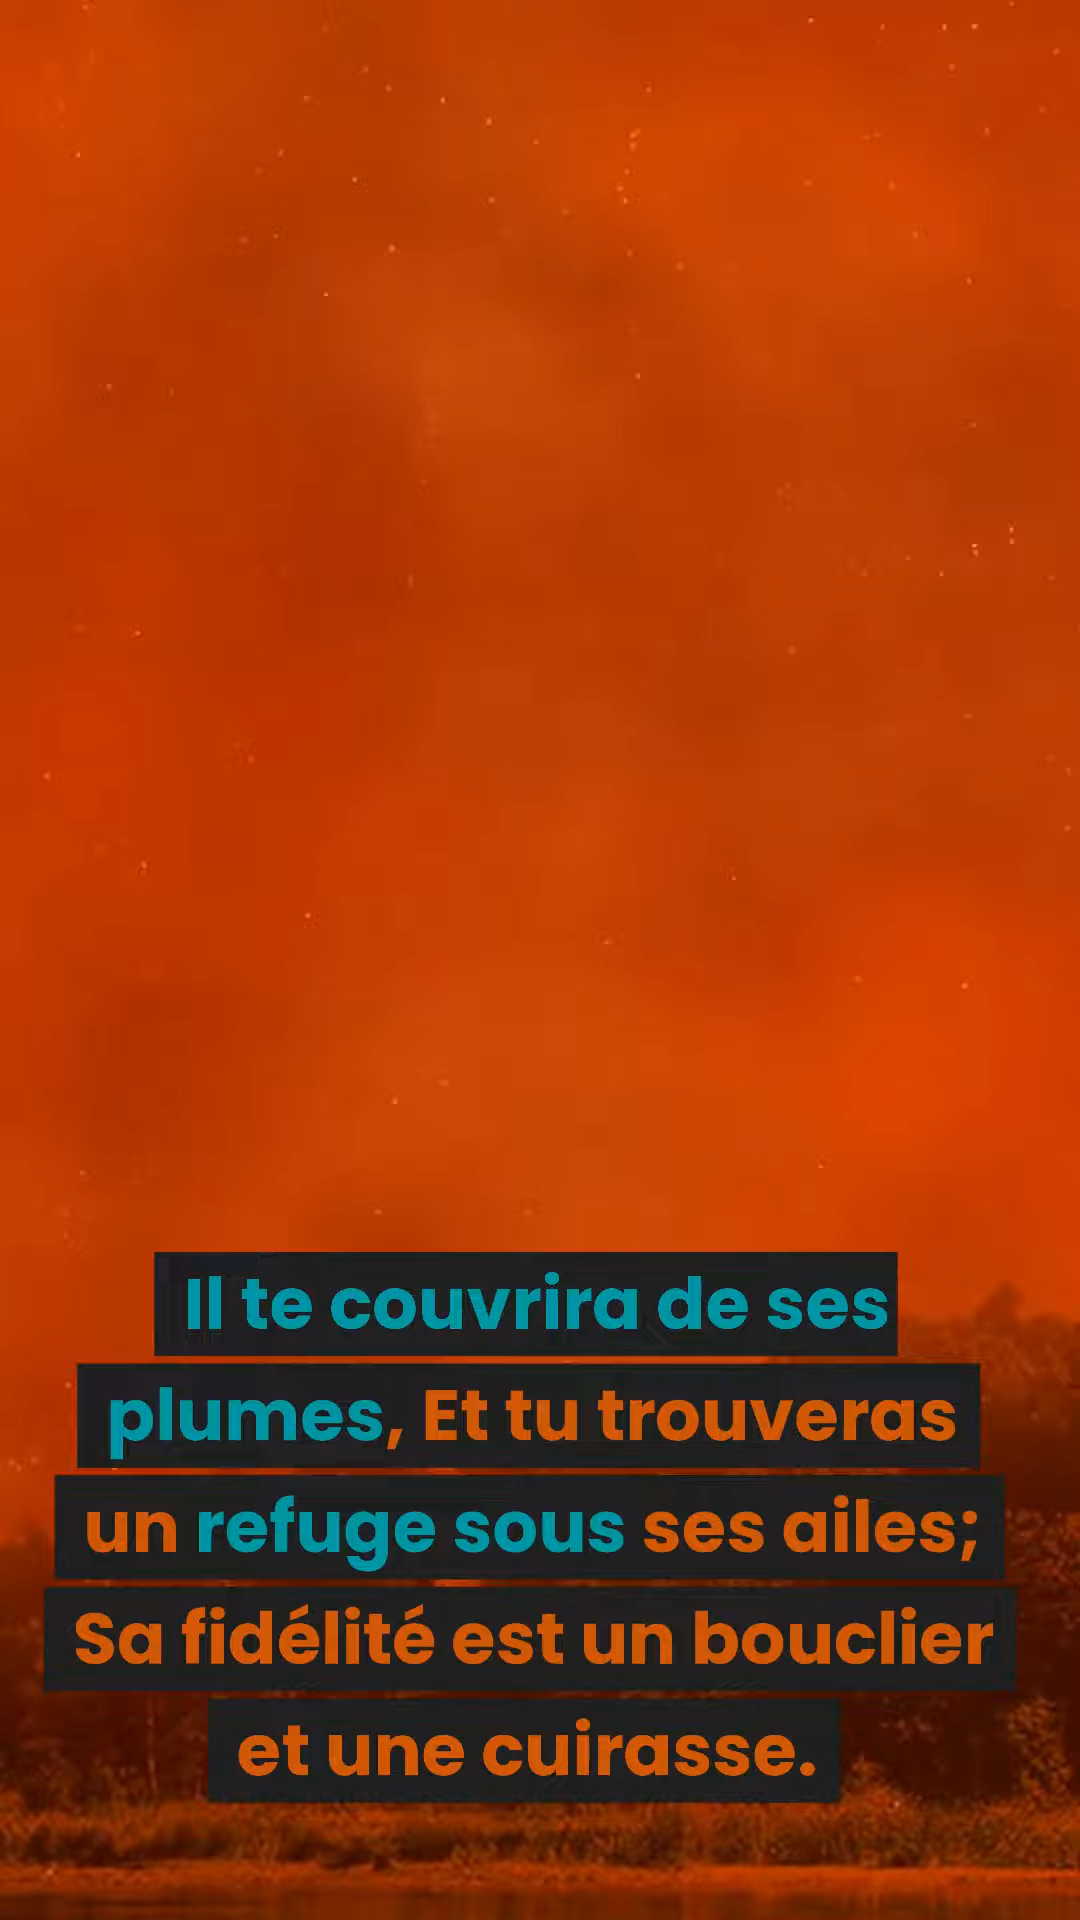 Il te couvrira de ses
plumes, Et tu trouveras
un refuge sous ses ailes;
Sa fidélité est un bouclier
et une cuirasse.